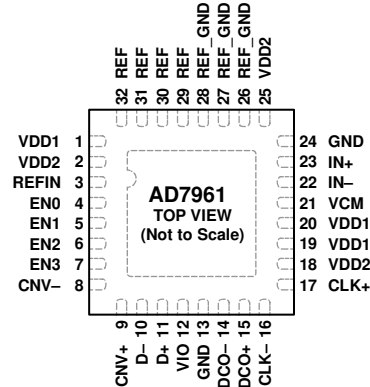 32 REF
31 REF
30 REF
29 REF
28 REF_GND
27 REF_GND
26 REF_GND
25 VDD2
VDD1 1
VDD2 2
REFIN 3
EN0 4
EN1 5
EN2 6
EN3 7
CNV– 8
AD7961
TOP VIEW
(Not to Scale)
24 GND
23 IN+
22 IN–
21 VCM
20 VDD1
19 VDD1
18 VDD2
17 CLK+
CNV+ 9
D– 10
D+ 11
VIO 12
GND 13
DCO– 14
DCO+ 15
CLK– 16